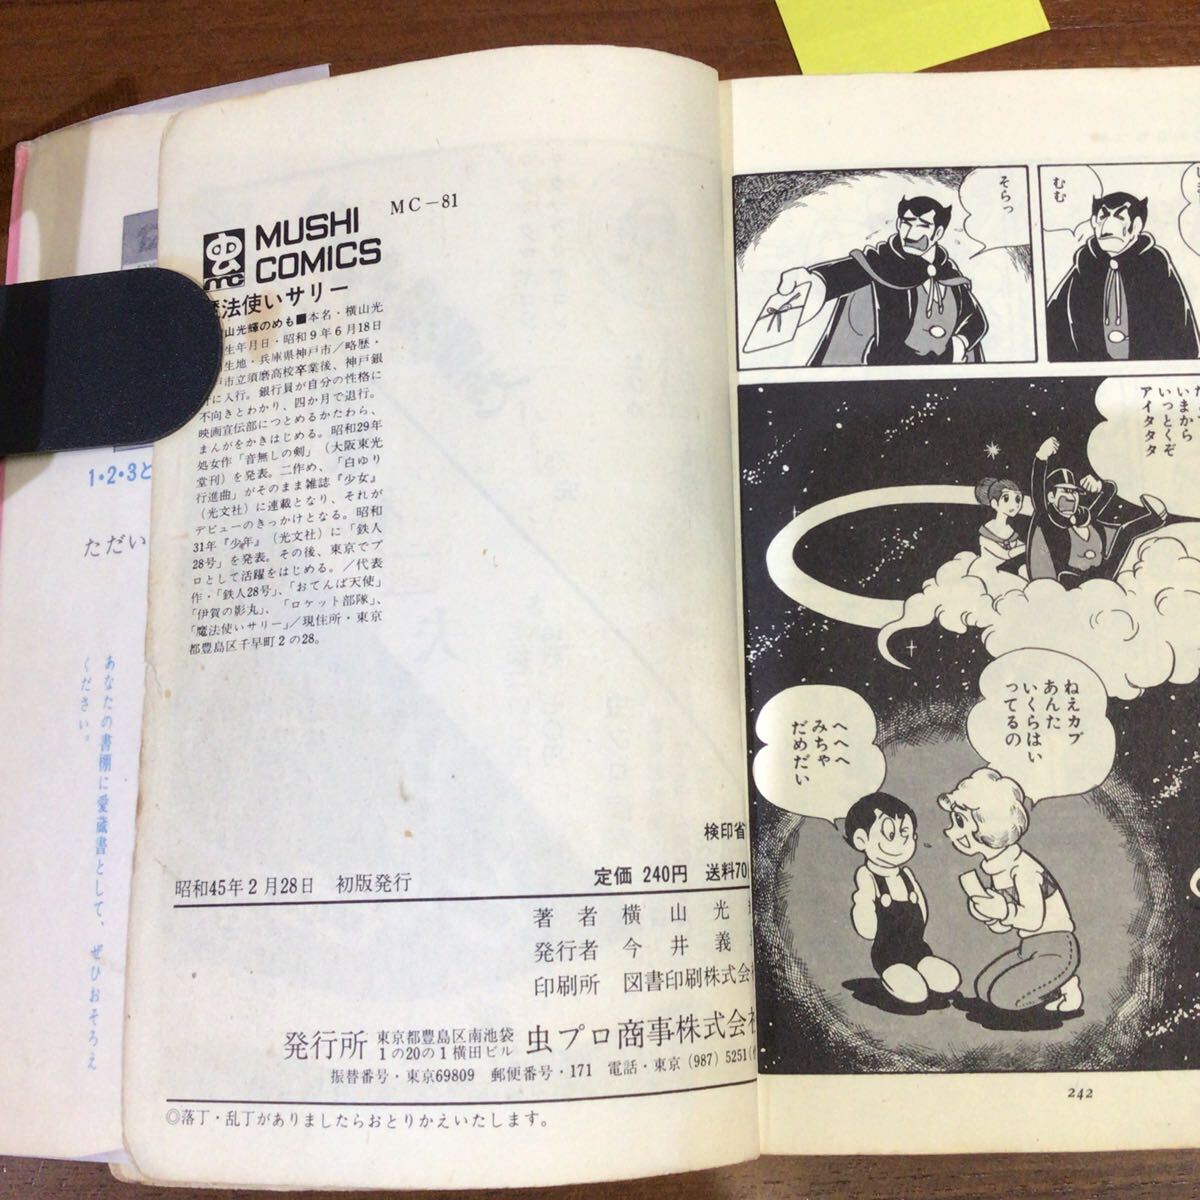 MC-81
虫
MC
MUSHI
COMICS
魔法使いサリー
山光輝のめも■本名・横山光
生年月日・昭和9年6月18日
生地・兵庫県神戸市／略歴・
戸市立須磨高校卒業後、神戸銀
行に入行。銀行員が自分の性格に
不向きとわかり、四か月で退行。
映画宣伝部につとめるかたわら、
まんがをかきはじめる。昭和29年
処女作「音無しの剣」（大阪東光
堂刊）を発表。二作め、「白ゆり
行進曲」がそのまま雑誌『少女』
（光文社）に連載となり、それが
デビューのきっかけとなる。昭和
31年『少年』（光文社）に「鉄人
28号」を発表。その後、東京でプ
ロとして活躍をはじめる。／代表
作・「鉄人28号」、「おてんば天使」
「伊賀の影丸」、「ロケット部隊」、
「魔法使いサリー」／現住所・東京
都豊島区千早町2の28。
検印省
定価 240円 送料70
昭和45年2月28日 初版発行
著者 横山光
発行者 今井義
印刷所 図書印刷株式会
発行所 東京都豊島区南池袋
1の20の1横田ビル 虫プロ商事株式会
振替番号・東京69809 郵便番号・171 電話・東京(987)5251
◎落丁・乱丁がありましたらおとりかえいたします。
1・2・3と
ただい
あなたの書棚に愛蔵書として、ぜひおそろえ
ください。
むむ
そらっ
いまから
いっとくぞ
アイタタタ
ねえカブ
あんた
いくらはい
ってるの
へへへ
みちゃ
だめだい
242